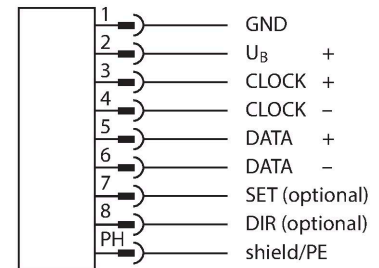 1 GND
2 U_B +
3 CLOCK +
4 CLOCK –
5 DATA +
6 DATA –
7 SET (optional)
8 DIR (optional)
PH shield/PE